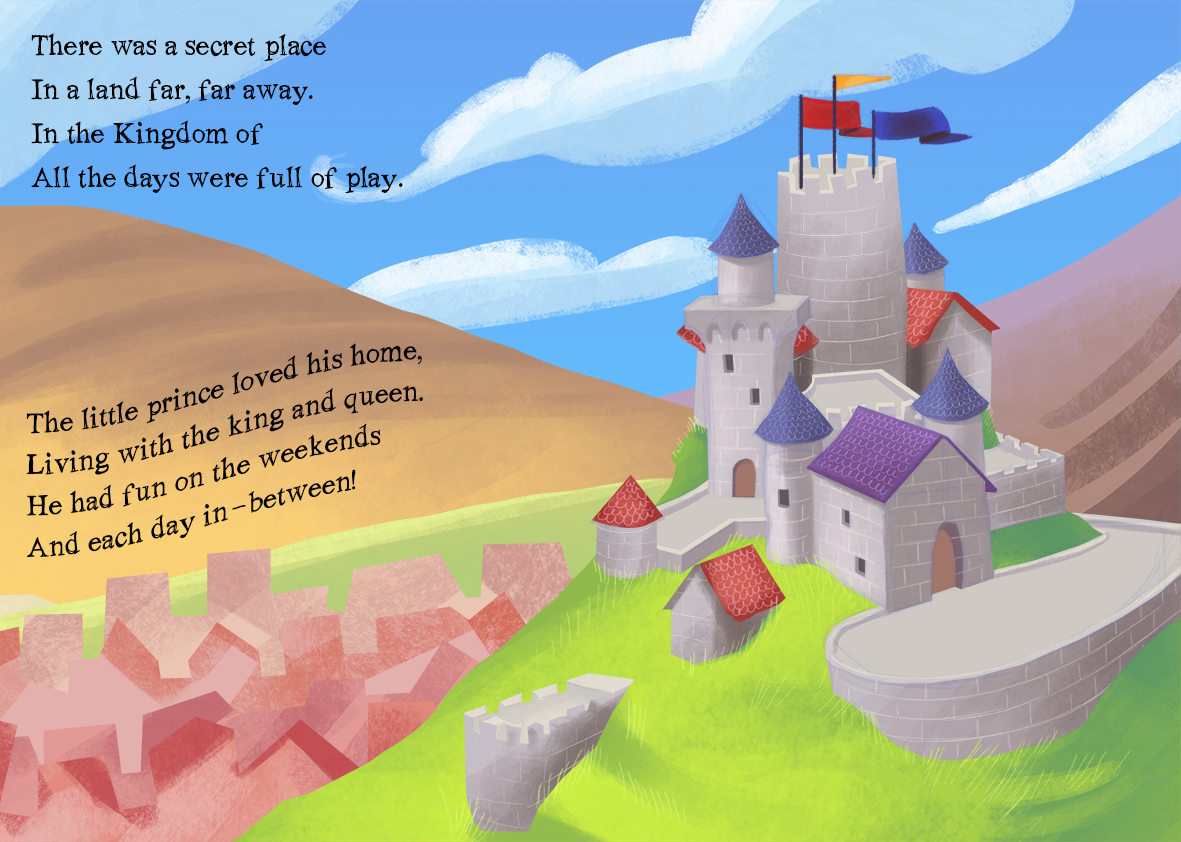 There was a secret place
In a land far, far away.
In the Kingdom of
All the days were full of play.
The little prince loved his home,
Living with the king and queen.
He had fun on the weekends
And each day in-between!